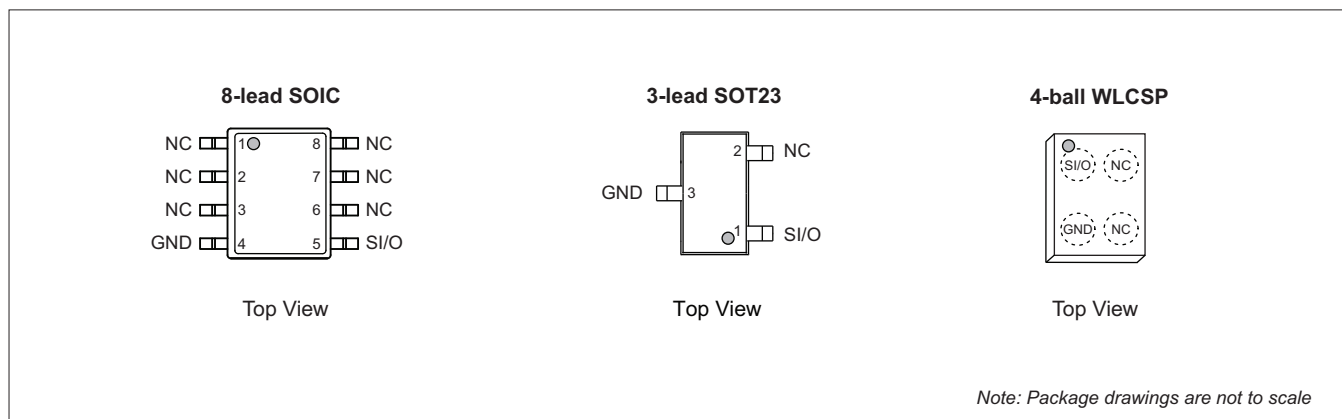 8-lead SOIC
NC 1 8 NC
NC 2 7 NC
NC 3 6 NC
GND 4 5 SI/O
Top View
3-lead SOT23
2 NC
GND 3
1 SI/O
Top View
4-ball WLCSP
SI/O NC
GND NC
Top View
Note: Package drawings are not to scale